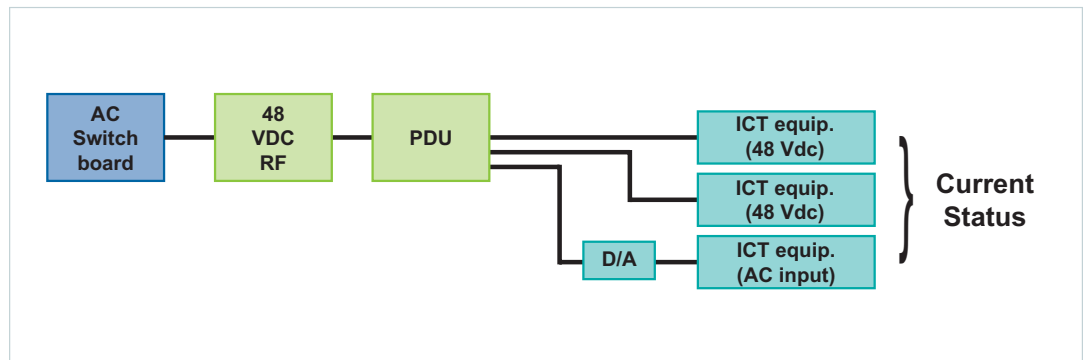 AC
Switch
board
48
VDC
RF
PDU
ICT equip.
(48 Vdc)
ICT equip.
(48 Vdc)
D/A
ICT equip.
(AC input)
Current
Status